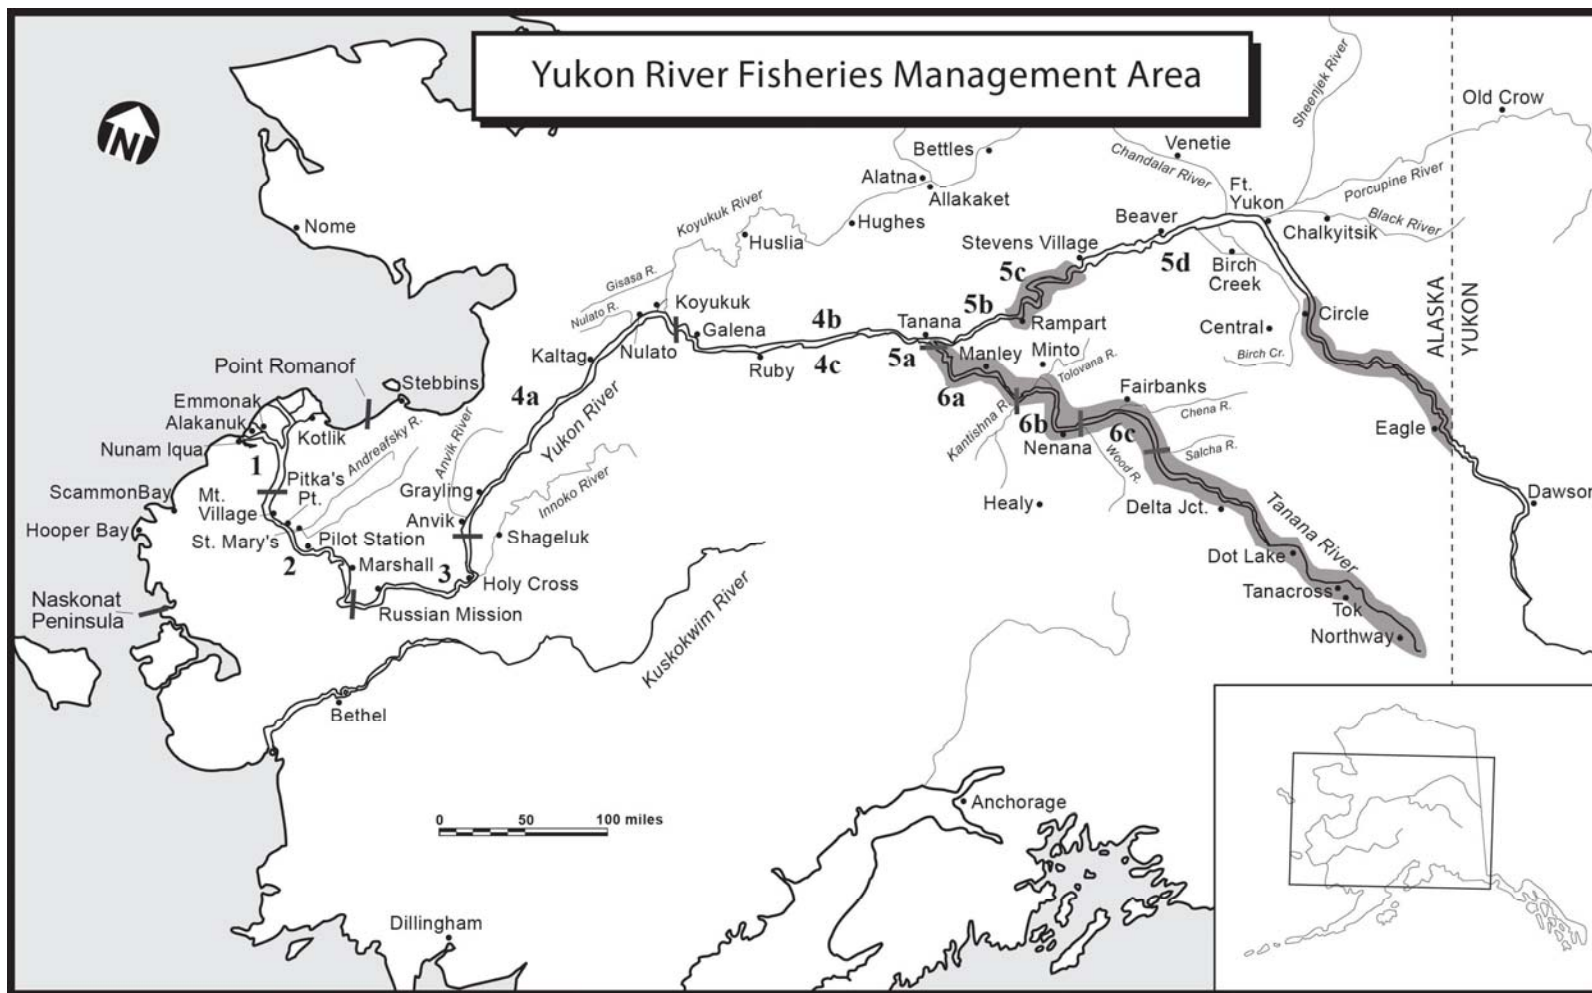 Yukon River Fisheries Management Area
N
Sheenjek River
Old Crow
Bettles
Venetie
Chandalar River
Alatna
Allakaket
Porcupine River
Ft.
Yukon
Koyukuk River
Hughes
Beaver
Black River
Chalkyitsik
Nome
Huslia
Stevens Village
5c
5d
Birch
Creek
Gisasa R.
Koyukuk
Nulato R.
5b
4b
Tanana
Rampart
Circle
Galena
Central
ALASKA
YUKON
Nulato
Kaltag
Ruby
4c
5a
Manley
Minto
Tolovana R.
Birch Cr.
Point Romanof
Stebbins
4a
6a
Fairbanks
Emmonak
Alakanuk
Kotlik
Andreafsky R.
Anvik River
Yukon River
Kantishna R.
6b
6c
Chena R.
Nunam Iqua
1
Nenana
Wood R.
Salcha R.
Eagle
Pitka's
Pt.
Innoko River
Scammon Bay
Mt.
Village
Grayling
Healy
Delta Jct.
Tanana River
Dawson
Hooper Bay
Anvik
St. Mary's
Pilot Station
Shageluk
2
Marshall
3
Holy Cross
Dot Lake
Naskonat
Peninsula
Russian Mission
Kuskokwim River
Tanacross
Tok
Northway
Bethel
Anchorage
0 50 100 miles
Dillingham